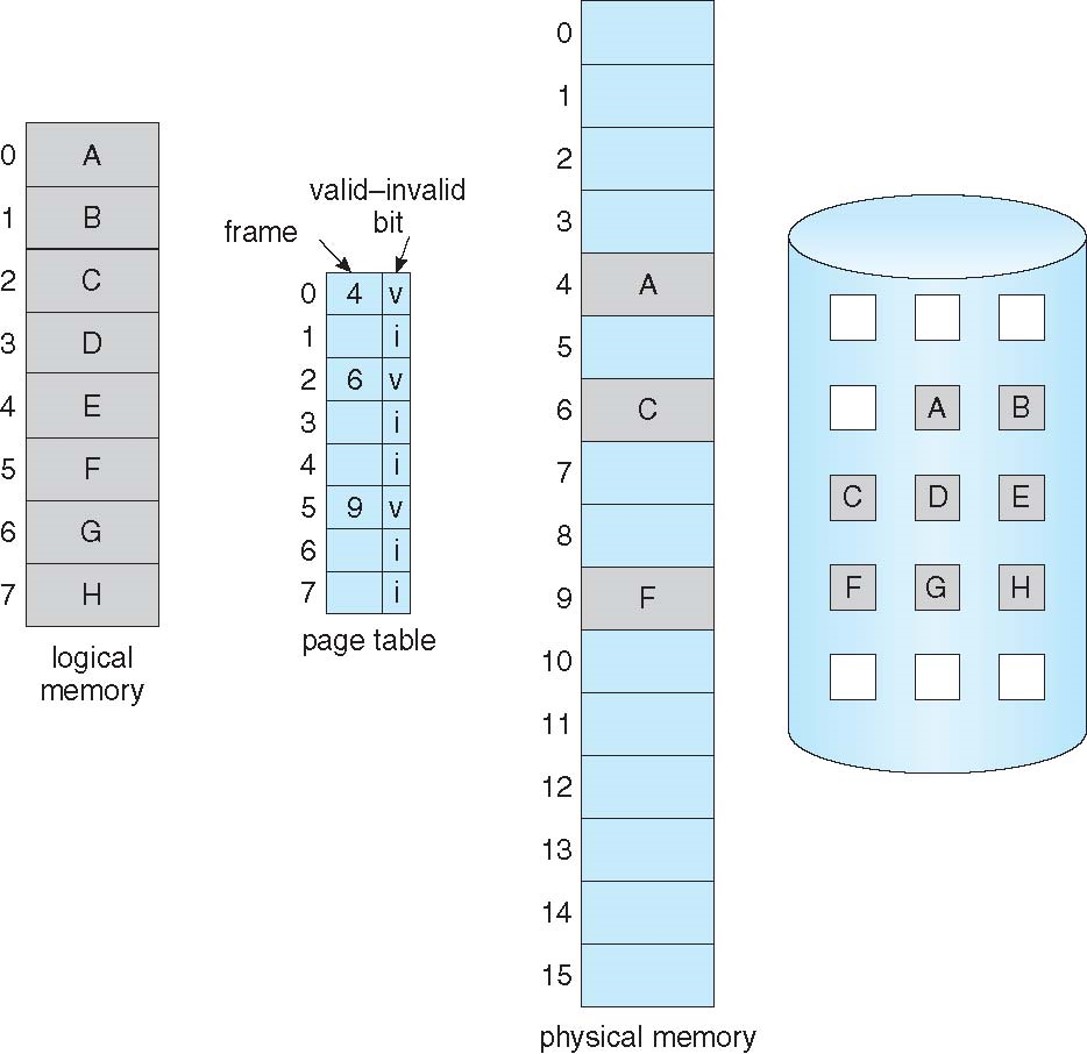 0 A
1 B
2 C
3 D
4 E
5 F
6 G
7 H
logical
memory
valid–invalid
bit
frame
0 4 v
1 i
2 6 v
3 i
4 i
5 9 v
6 i
7 i
page table
0
1
2
3
4 A
5
6 C
7
8
9 F
10
11
12
13
14
15
physical memory
A B
C D E
F G H